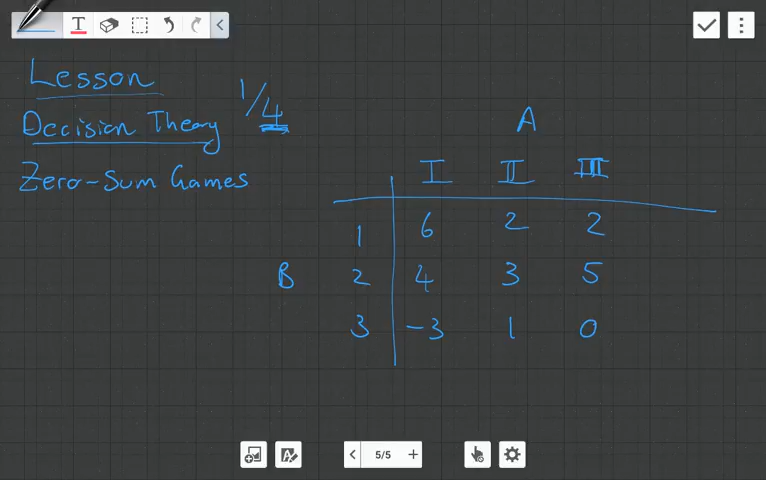 T
Lesson
1/4
Decision Theory
A
Zero-Sum Games
I II III
1 6 2 2
B 2 4 3 5
3 -3 1 0
A
5/5